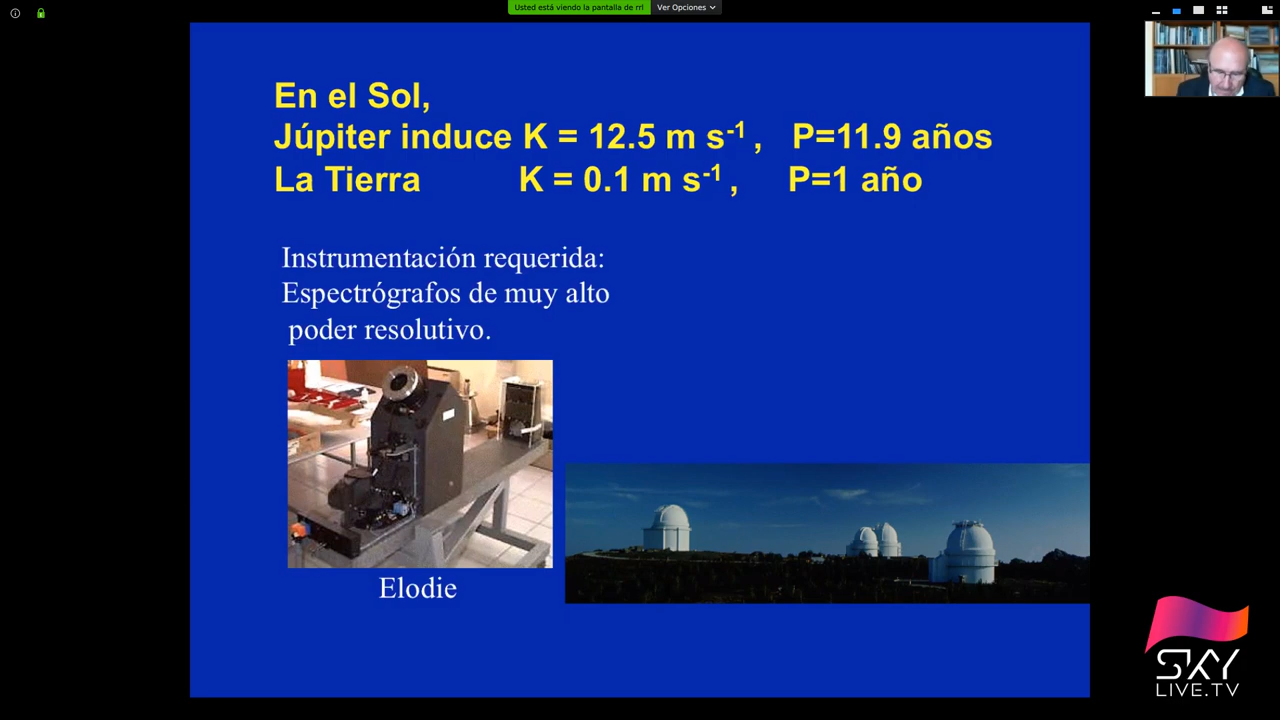 Usted está viendo la pantalla de rrl
Ver Opciones
En el Sol,
Júpiter induce K = 12.5 m s-1 , P=11.9 años
La Tierra K = 0.1 m s-1 , P=1 año
Instrumentación requerida:
Espectrógrafos de muy alto
poder resolutivo.
Elodie
SKY
LIVE.TV